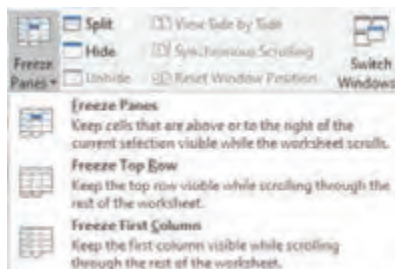 Split
View Side by Side
Hide
Synchronous Scrolling
Freeze Panes
Unhide
Reset Window Position
Switch Windows
Freeze Panes
Keep cells that are above or to the right of the
current selection visible while the worksheet scrolls.
Freeze Top Row
Keep the top row visible while scrolling through the
rest of the worksheet.
Freeze First Column
Keep the first column visible while scrolling
through the rest of the worksheet.